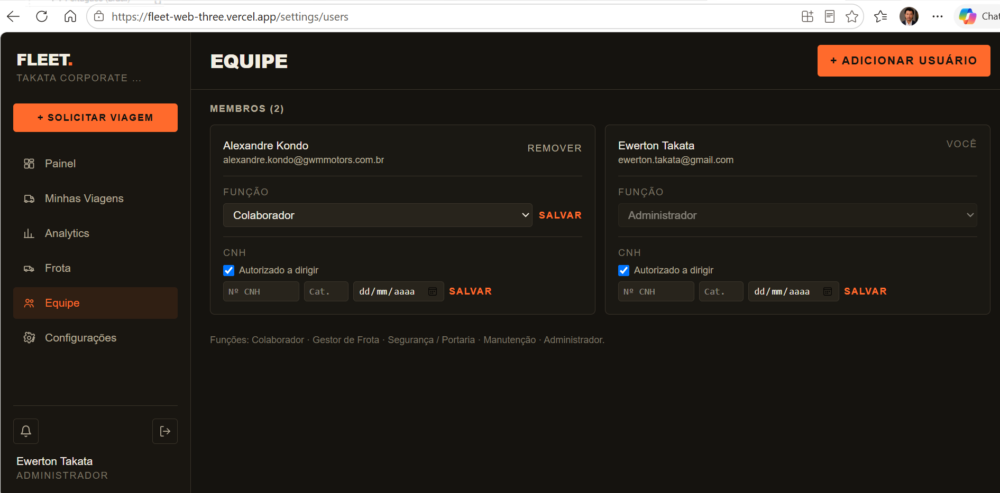 https://fleet-web-three.vercel.app/settings/users
Chat
FLEET.
TAKATA CORPORATE ...
+ SOLICITAR VIAGEM
Painel
Minhas Viagens
Analytics
Frota
Equipe
Configurações
Ewerton Takata
ADMINISTRADOR
EQUIPE
+ ADICIONAR USUÁRIO
MEMBROS (2)
Alexandre Kondo
REMOVER
alexandre.kondo@gwmmotors.com.br
FUNÇÃO
Colaborador
SALVAR
CNH
Autorizado a dirigir
Nº CNH
Cat.
dd/mm/aaaa
SALVAR
Ewerton Takata
VOCÊ
ewerton.takata@gmail.com
FUNÇÃO
Administrador
CNH
Autorizado a dirigir
Nº CNH
Cat.
dd/mm/aaaa
SALVAR
Funções: Colaborador · Gestor de Frota · Segurança / Portaria · Manutenção · Administrador.